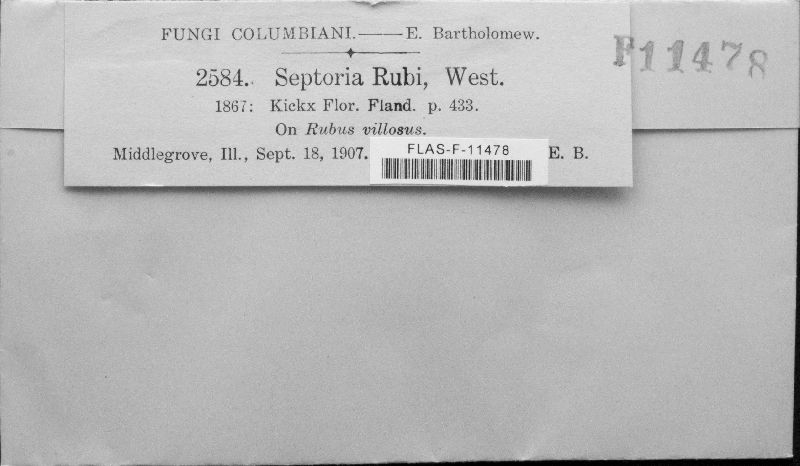 FUNGI COLUMBIANI.——E. Bartholomew.
F11478
2584. Septoria Rubi, West.
1867: Kickx Flor. Fland. p. 433.
On Rubus villosus.
Middlegrove, Ill., Sept. 18, 1907. E. B.
FLAS-F-11478